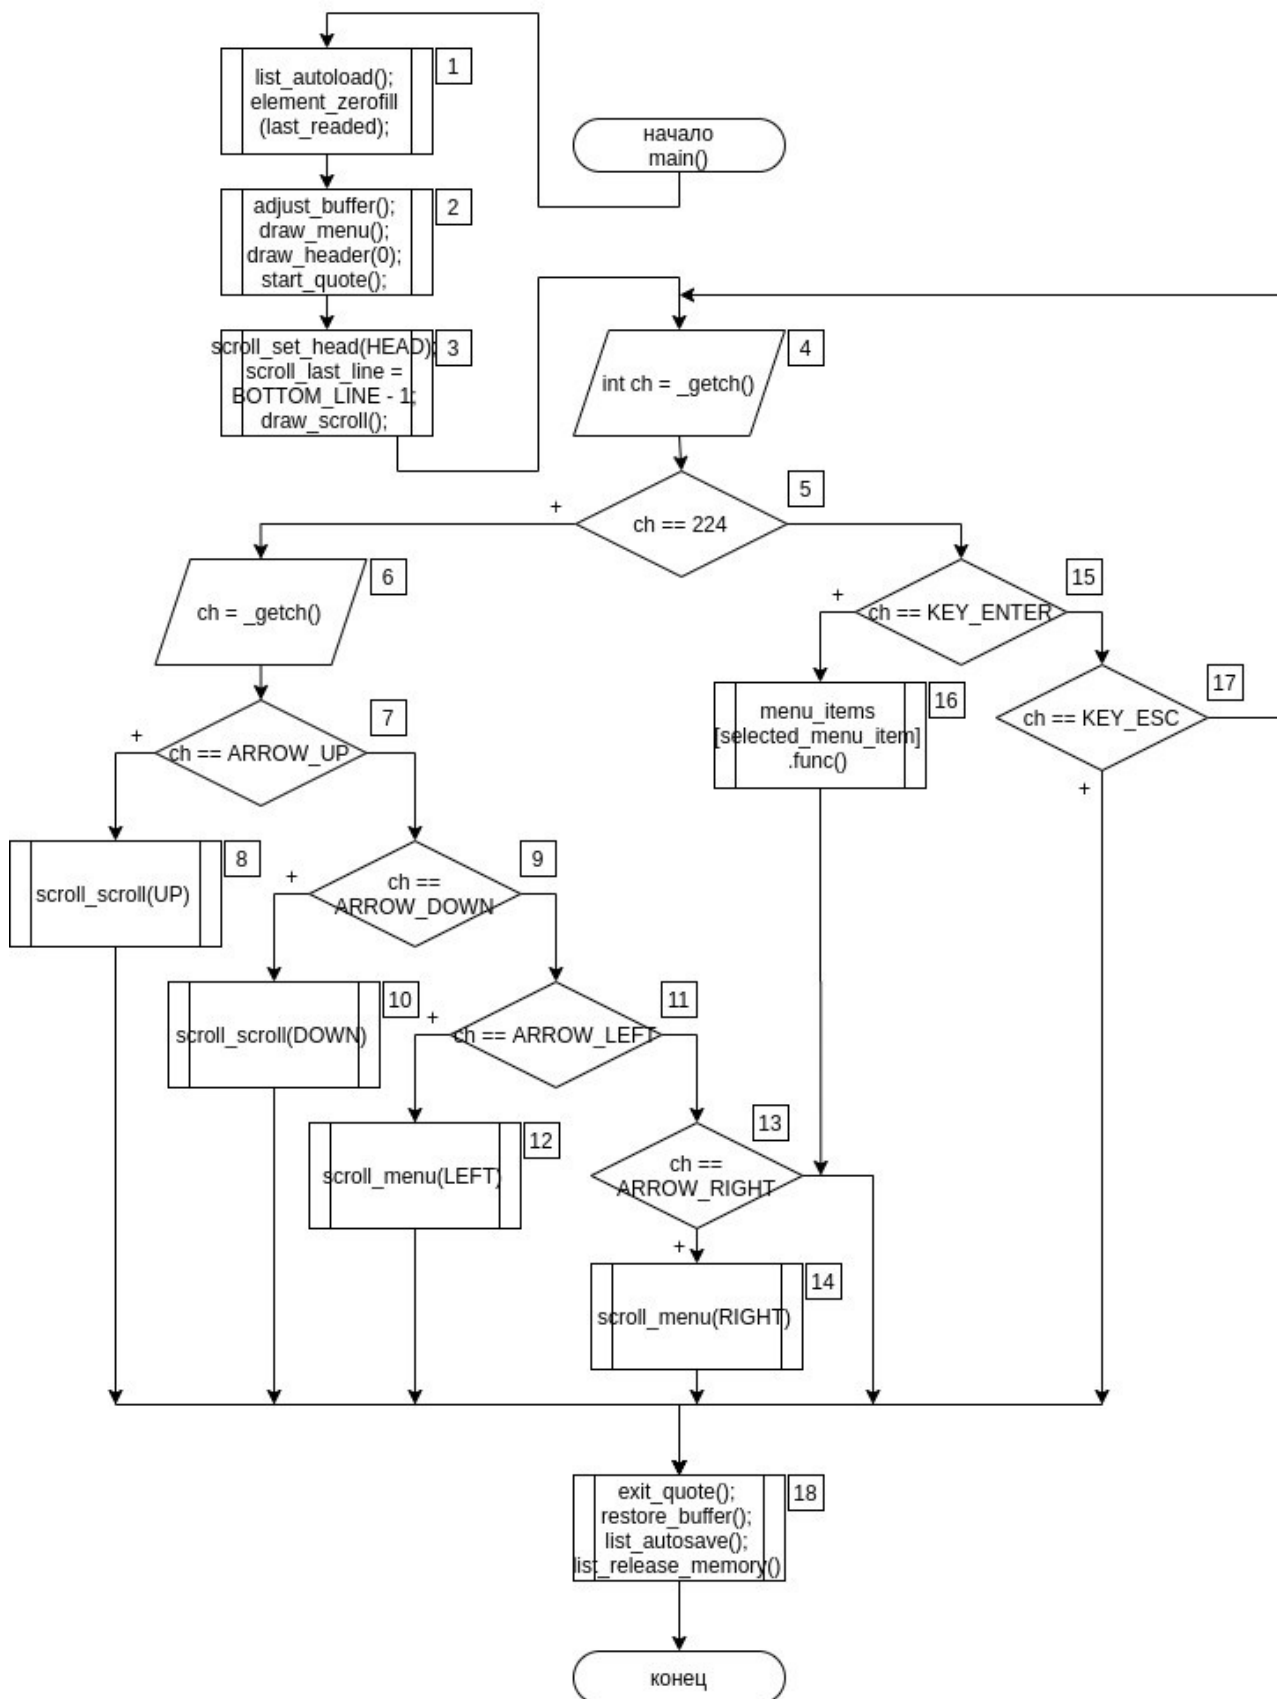 1
list_autoload();
element_zerofill
(last_readed);
начало
main()
2
adjust_buffer();
draw_menu();
draw_header(0);
start_quote();
3
scroll_set_head(HEAD);
scroll_last_line =
BOTTOM_LINE - 1;
draw_scroll();
4
int ch = _getch()
5
+
ch == 224
6
ch = _getch()
15
+
ch == KEY_ENTER
7
+
ch == ARROW_UP
16
menu_items
[selected_menu_item]
.func()
17
ch == KEY_ESC
+
8
scroll_scroll(UP)
9
+
ch ==
ARROW_DOWN
10
scroll_scroll(DOWN)
11
+
ch == ARROW_LEFT
12
scroll_menu(LEFT)
13
ch ==
ARROW_RIGHT
+
14
scroll_menu(RIGHT)
18
exit_quote();
restore_buffer();
list_autosave();
list_release_memory()
конец